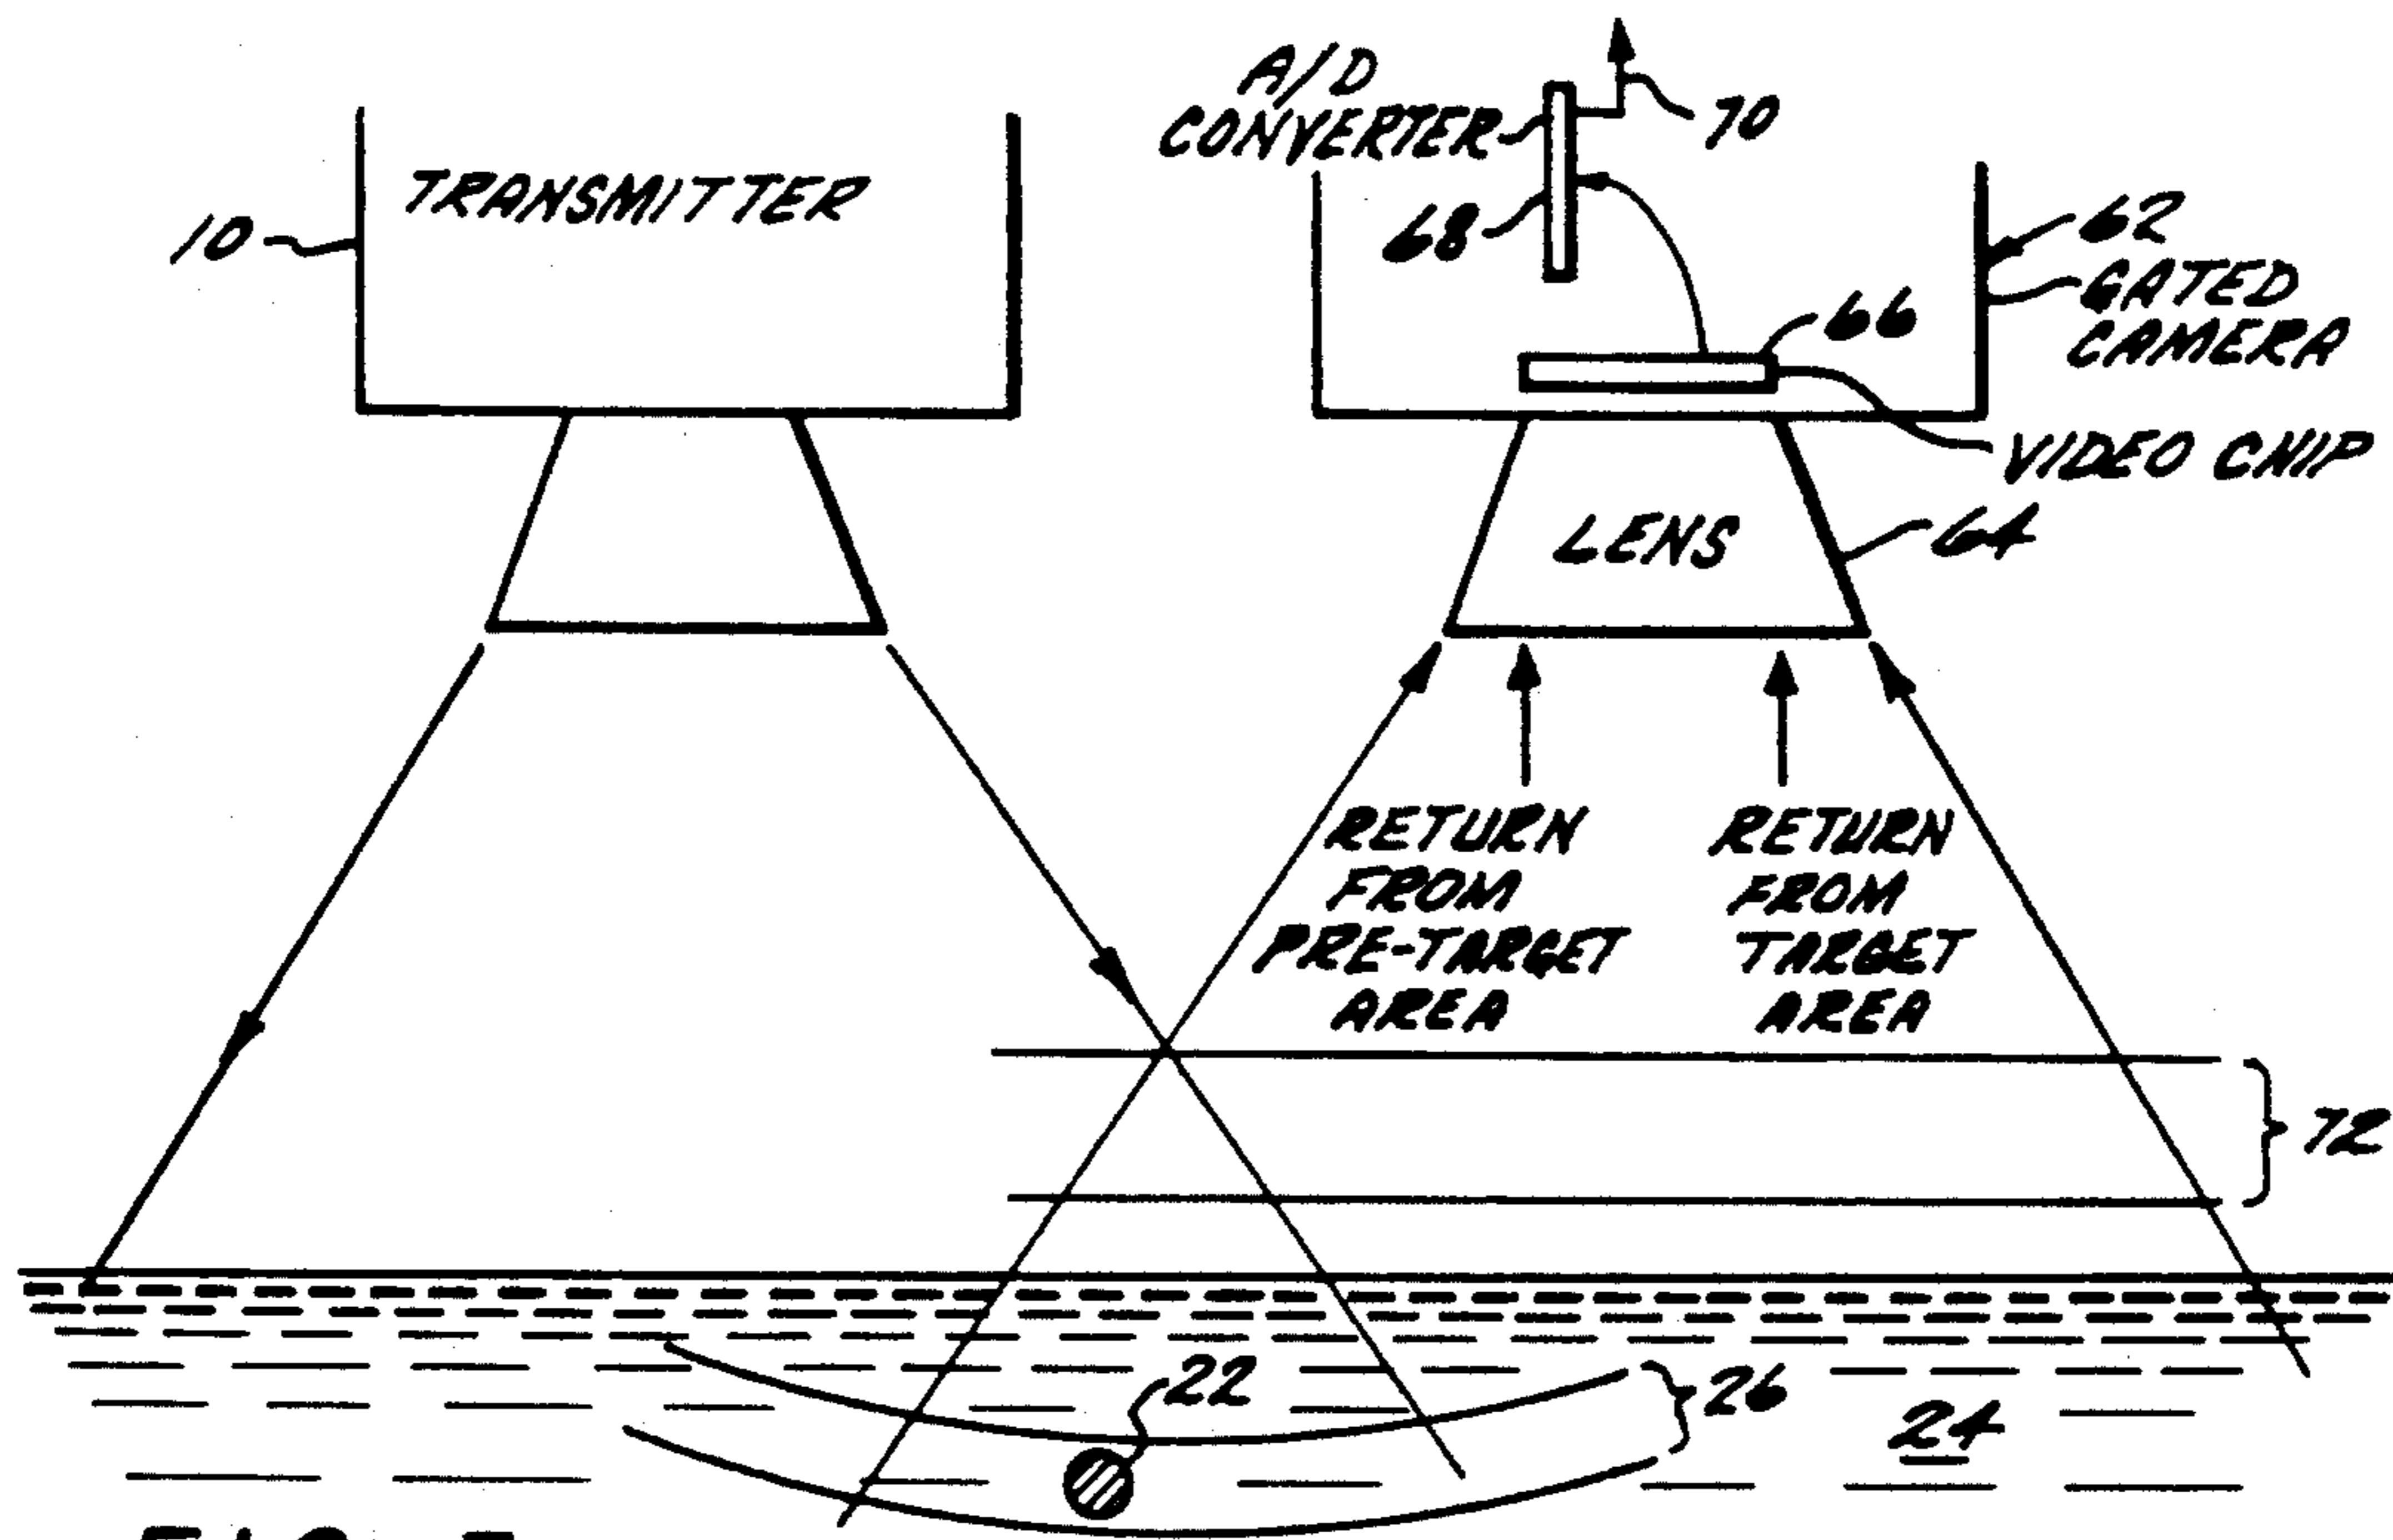 A/D
CONVERTER
70
TRANSMITTER
10
68
62
GATED
CAMERA
66
VIDEO CHIP
LENS
64
RETURN
FROM
PRE-TARGET
AREA
RETURN
FROM
TARGET
AREA
72
22
26
24